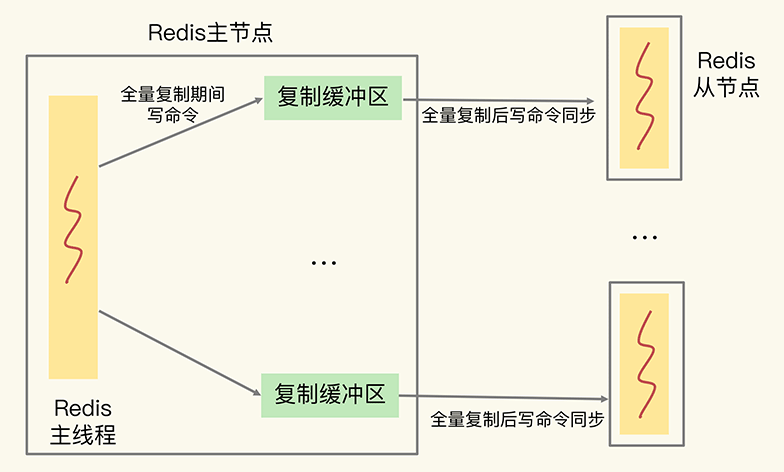 Redis主节点
Redis
从节点
全量复制期间
写命令
复制缓冲区
全量复制后写命令同步
...
...
复制缓冲区
全量复制后写命令同步
Redis
主线程